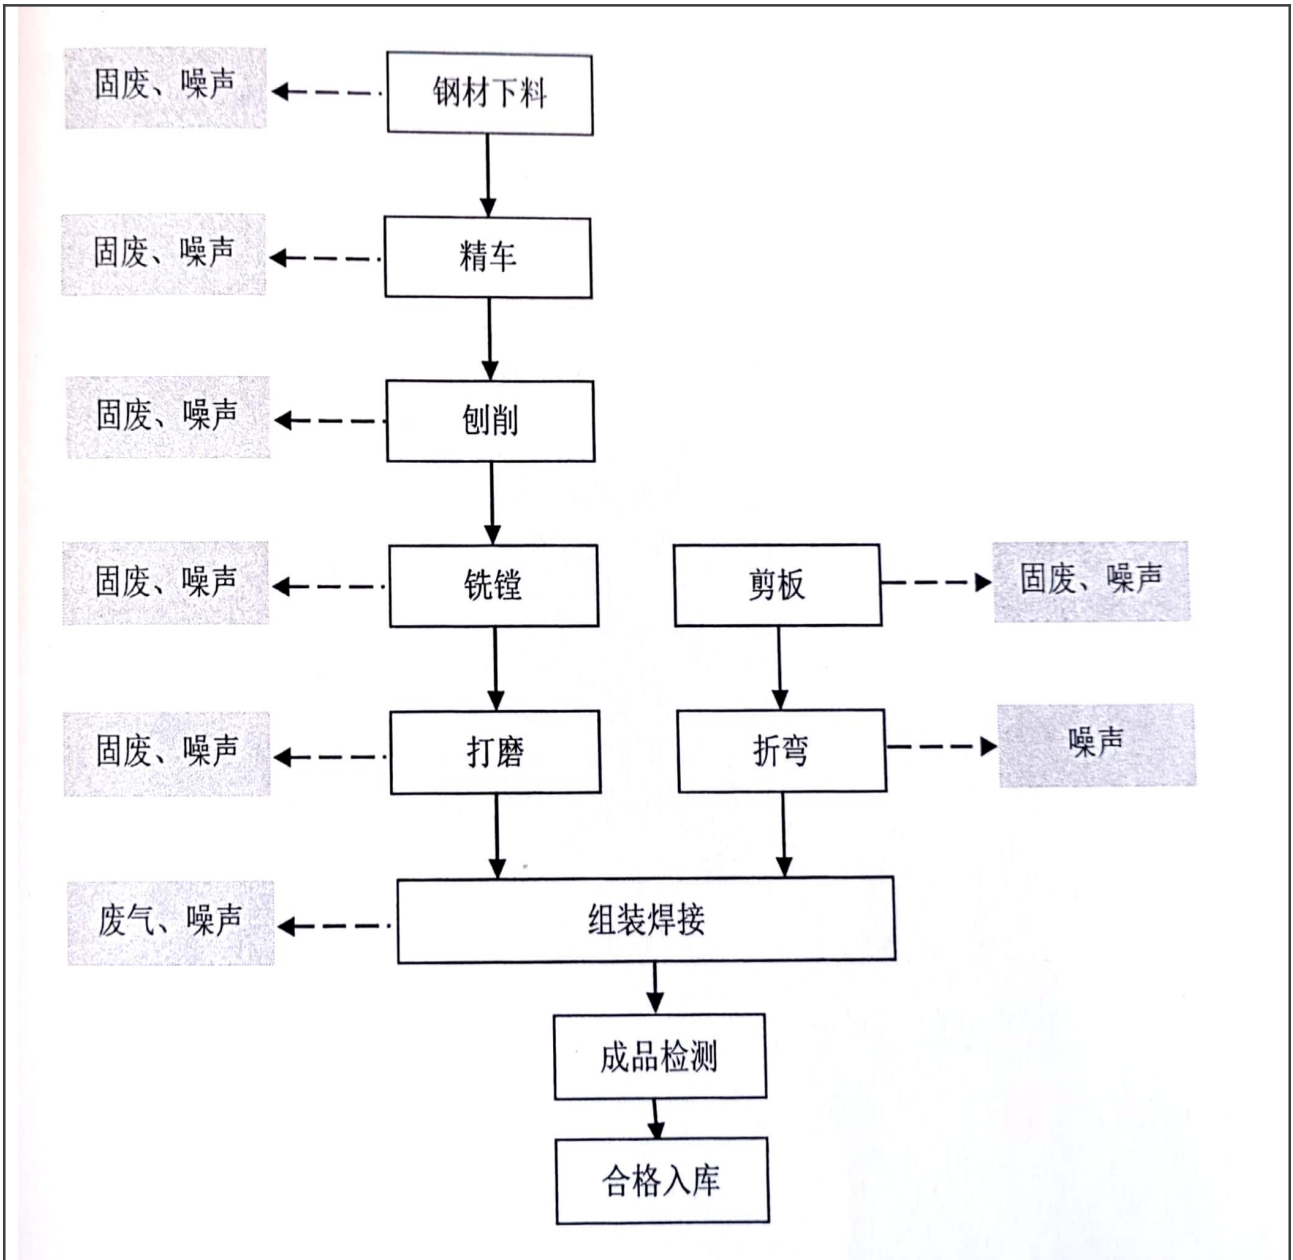 固废、噪声
钢材下料
固废、噪声
精车
固废、噪声
刨削
固废、噪声
铣镗
剪板
固废、噪声
固废、噪声
打磨
折弯
噪声
废气、噪声
组装焊接
成品检测
合格入库